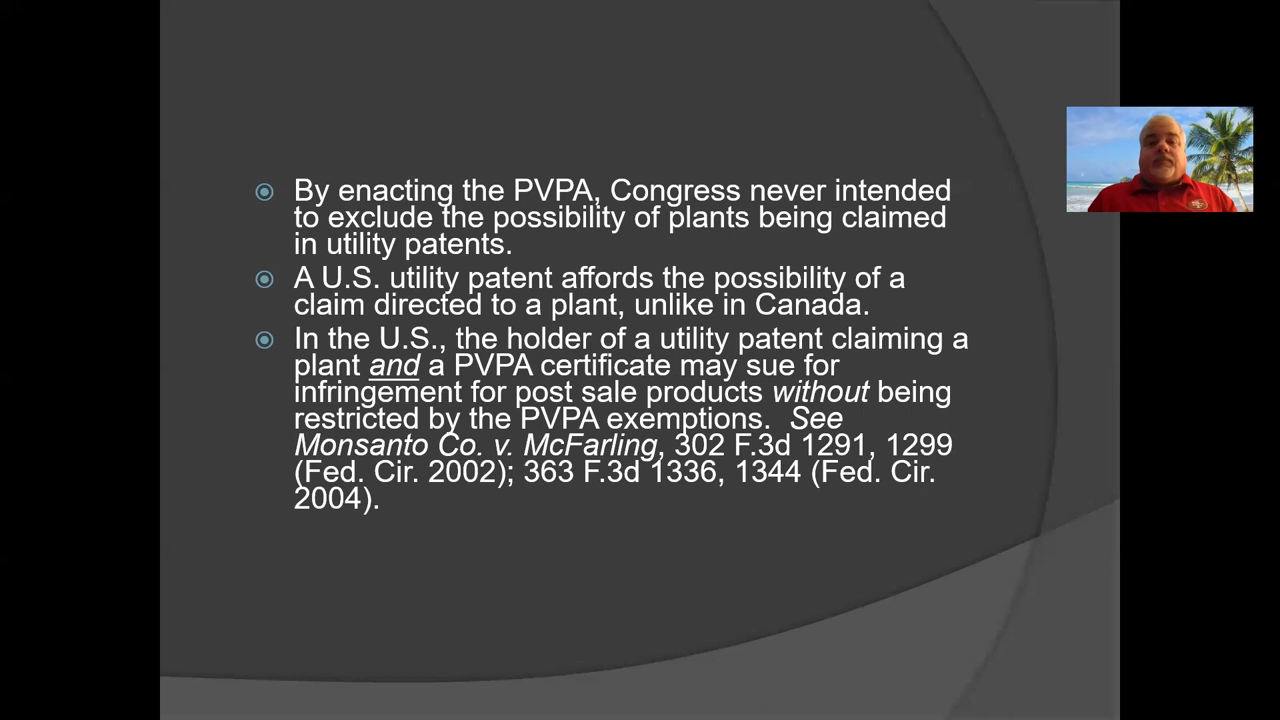 By enacting the PVPA, Congress never intended
to exclude the possibility of plants being claimed
in utility patents.
A U.S. utility patent affords the possibility of a
claim directed to a plant, unlike in Canada.
In the U.S., the holder of a utility patent claiming a
plant and a PVPA certificate may sue for
infringement for post sale products without being
restricted by the PVPA exemptions. See
Monsanto Co. v. McFarling, 302 F.3d 1291, 1299
(Fed. Cir. 2002); 363 F.3d 1336, 1344 (Fed. Cir.
2004).